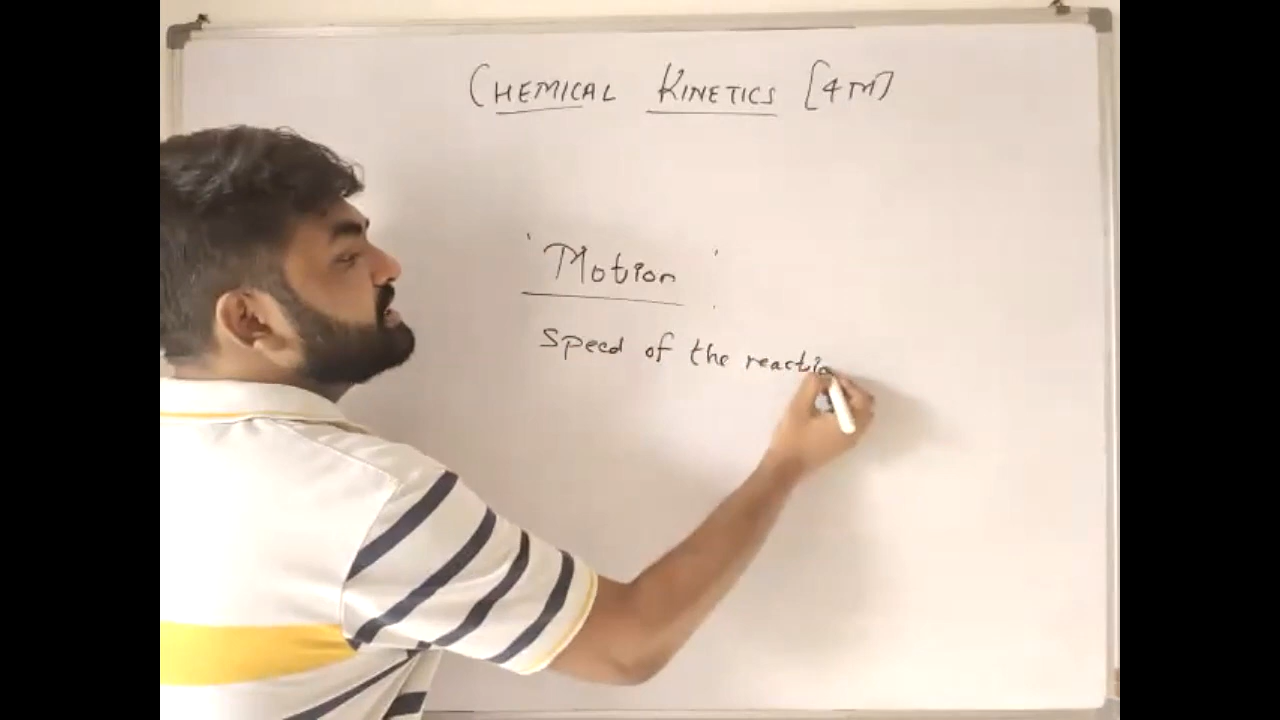 CHEMICAL KINETICS [4M]
'Motion'
Speed of the reactio